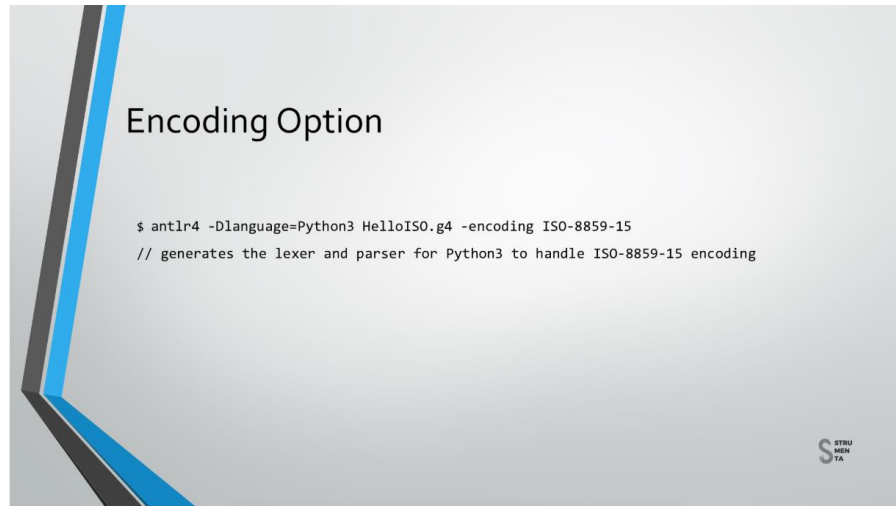 Encoding Option
$ antlr4 -Dlanguage=Python3 HelloISO.g4 -encoding ISO-8859-15
// generates the lexer and parser for Python3 to handle ISO-8859-15 encoding
STRU
MEN
TA